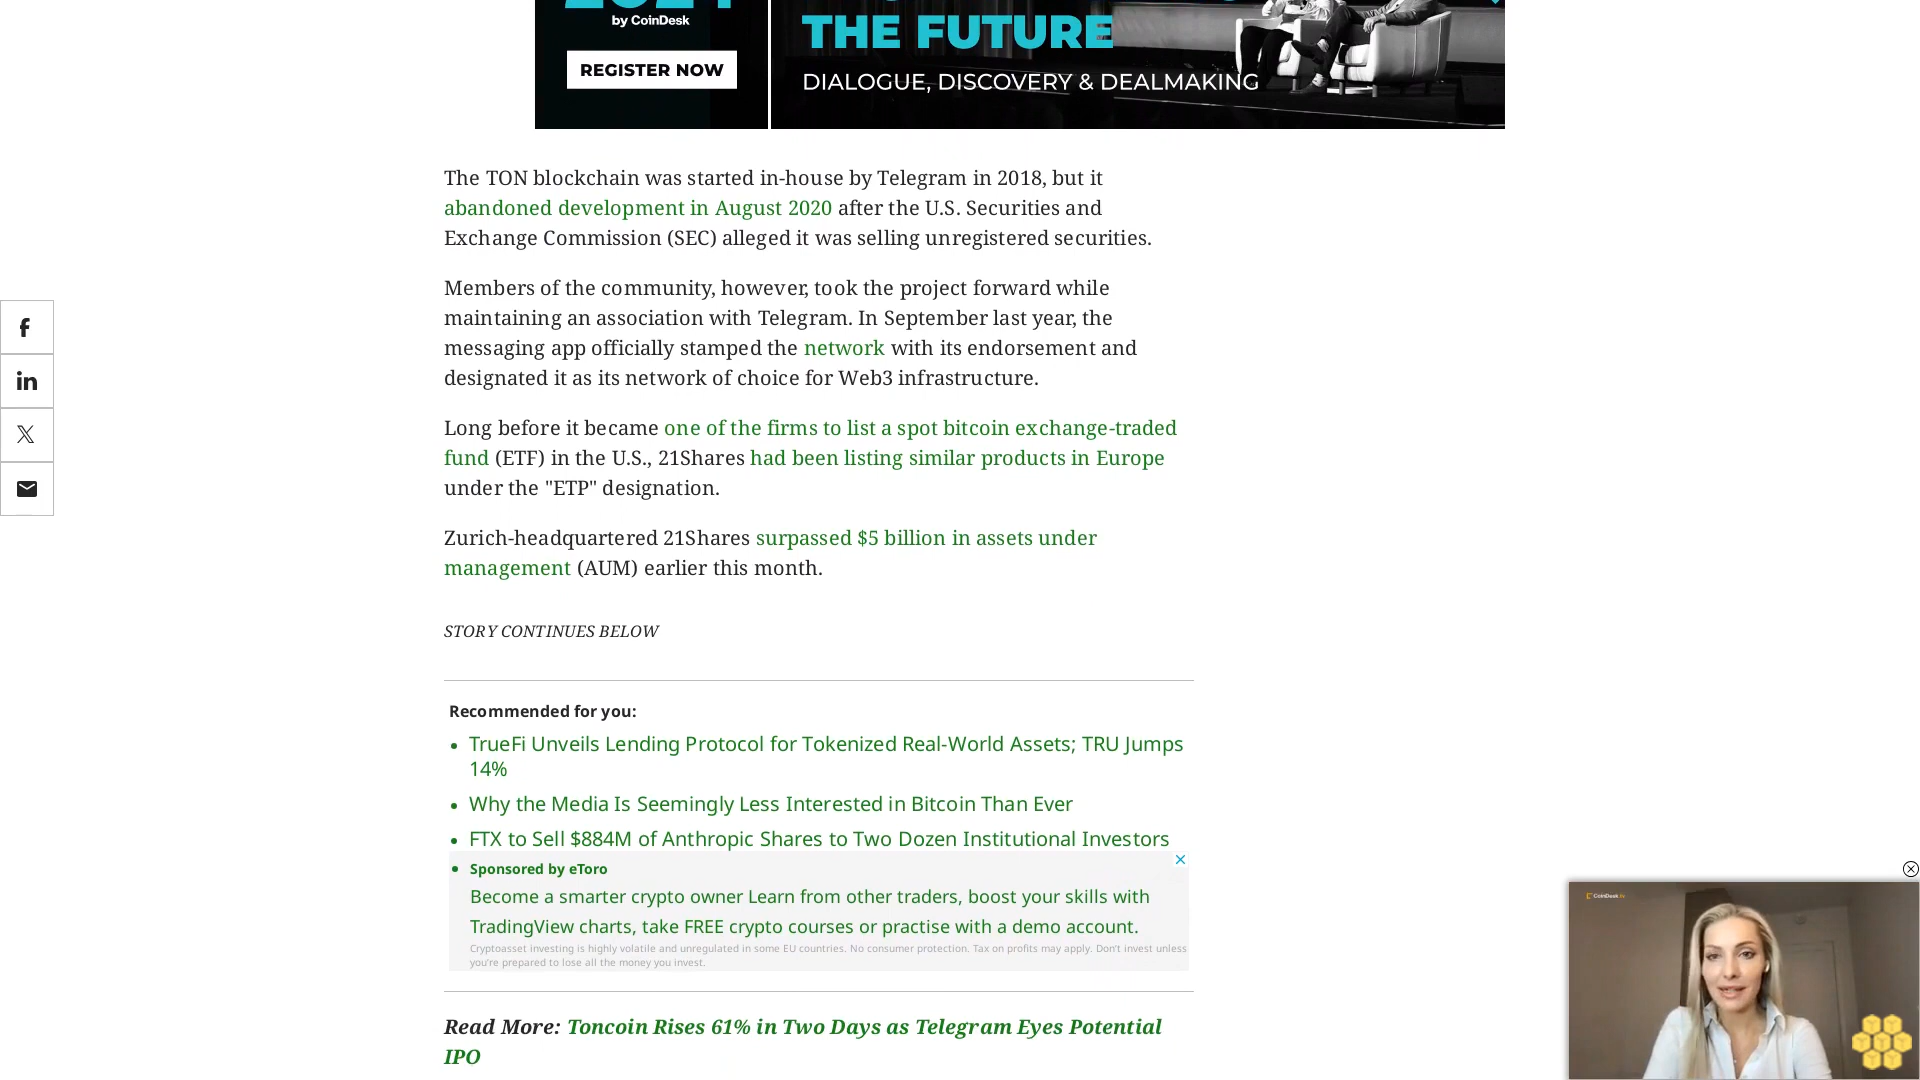 by CoinDesk
REGISTER NOW
THE FUTURE
DIALOGUE, DISCOVERY & DEALMAKING
The TON blockchain was started in-house by Telegram in 2018, but it
abandoned development in August 2020 after the U.S. Securities and
Exchange Commission (SEC) alleged it was selling unregistered securities.
Members of the community, however, took the project forward while
maintaining an association with Telegram. In September last year, the
messaging app officially stamped the network with its endorsement and
designated it as its network of choice for Web3 infrastructure.
Long before it became one of the firms to list a spot bitcoin exchange-traded
fund (ETF) in the U.S., 21Shares had been listing similar products in Europe
under the "ETP" designation.
Zurich-headquartered 21Shares surpassed $5 billion in assets under
management (AUM) earlier this month.
STORY CONTINUES BELOW
Recommended for you:
• TrueFi Unveils Lending Protocol for Tokenized Real-World Assets; TRU Jumps
14%
• Why the Media Is Seemingly Less Interested in Bitcoin Than Ever
• FTX to Sell $884M of Anthropic Shares to Two Dozen Institutional Investors
• Sponsored by eToro
Become a smarter crypto owner Learn from other traders, boost your skills with
TradingView charts, take FREE crypto courses or practise with a demo account.
Cryptoasset investing is highly volatile and unregulated in some EU countries. No consumer protection. Tax on profits may apply. Don't invest unless
you're prepared to lose all the money you invest.
Read More: Toncoin Rises 61% in Two Days as Telegram Eyes Potential
IPO
CoinDesk